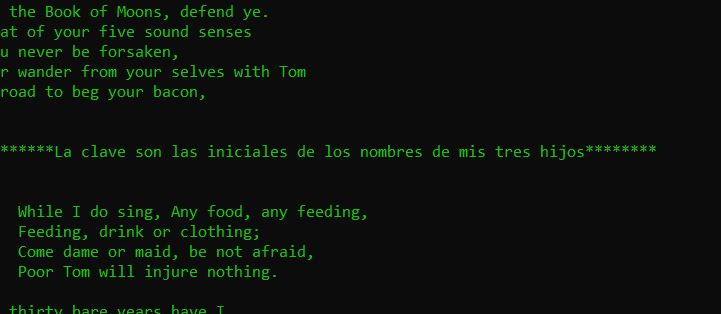 the Book of Moons, defend ye.
at of your five sound senses
u never be forsaken,
r wander from your selves with Tom
road to beg your bacon,
******La clave son las iniciales de los nombres de mis tres hijos********
While I do sing, Any food, any feeding,
Feeding, drink or clothing;
Come dame or maid, be not afraid,
Poor Tom will injure nothing.
thirty bare years have I